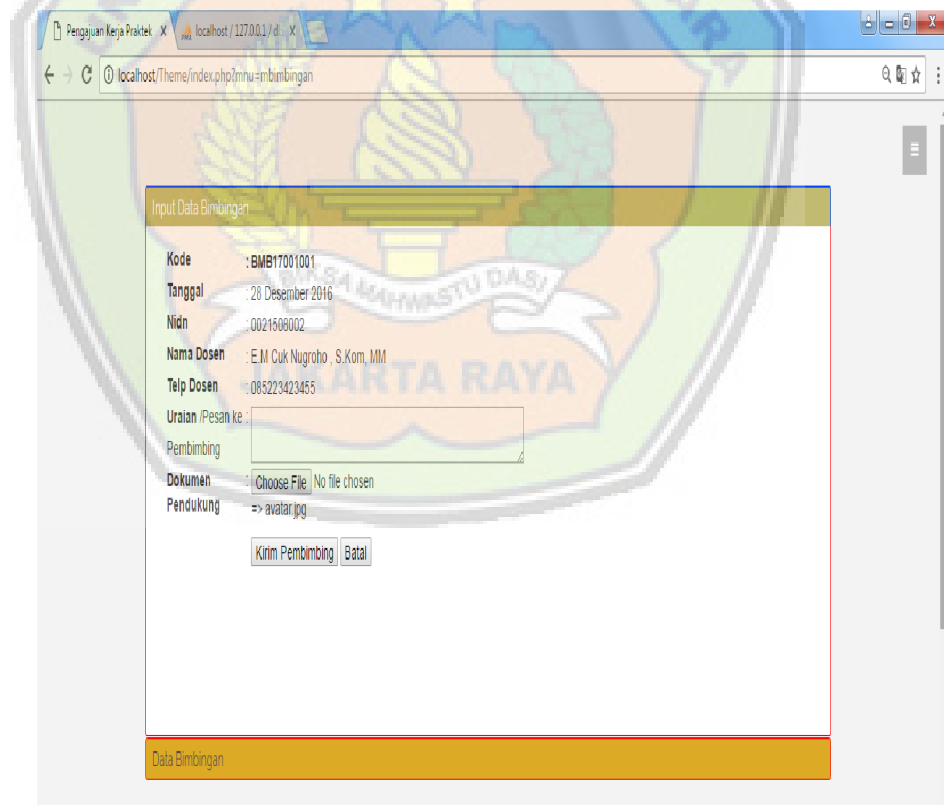 Pengajuan Kerja Praktek
localhost / 127.0.0.1 / d
localhost/Theme/index.php?mnu=mbimbingan
Input Data Bimbingan
Kode : BMB17001001
Tanggal : 28 Desember 2016
Nidn : 0021508002
Nama Dosen : E.M Cuk Nugroho , S.Kom, MM
Telp Dosen : 085223423455
Uraian /Pesan ke :
Pembimbing
Dokumen : Choose File No file chosen
Pendukung => avatar.jpg
Kirim Pembimbing Batal
Data Bimbingan
BHAKSA MAHWASTU DASI
JAKARTA RAYA